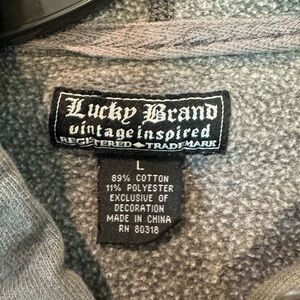 Lucky Brand
vintage inspired
REGISTERED ◆ TRADEMARK
L
89% COTTON
11% POLYESTER
EXCLUSIVE OF
DECORATION
MADE IN CHINA
RN 80318